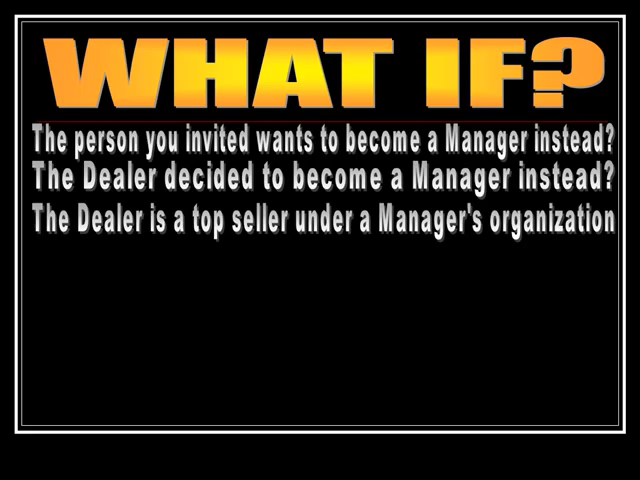 WHAT IF?
The person you invited wants to become a Manager instead?
The Dealer decided to become a Manager instead?
The Dealer is a top seller under a Manager's organization